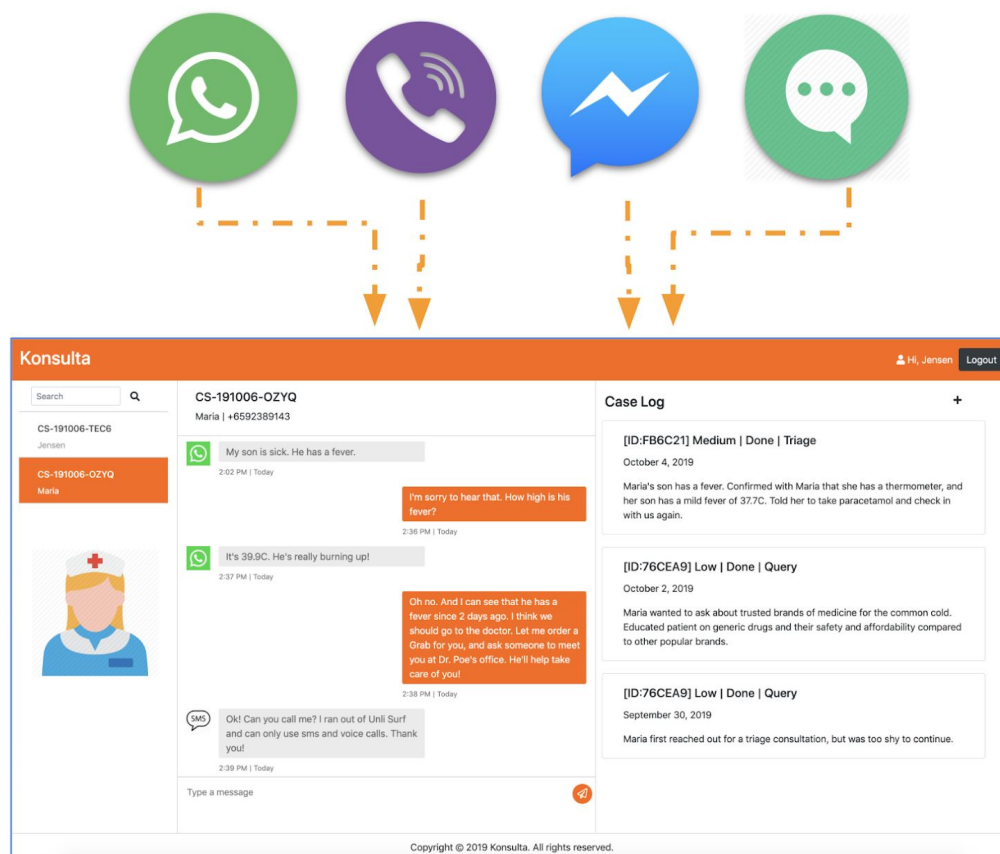 Konsulta
Hi, Jensen
Logout
Search
CS-191006-TEC6
Jensen
CS-191006-OZYQ
Maria
CS-191006-OZYQ
Maria | +6592389143
My son is sick. He has a fever.
2:02 PM | Today
I'm sorry to hear that. How high is his
fever?
2:36 PM | Today
It's 39.9C. He's really burning up!
2:37 PM | Today
Oh no. And I can see that he has a
fever since 2 days ago. I think we
should go to the doctor. Let me order a
Grab for you, and ask someone to meet
you at Dr. Poe's office. He'll help take
care of you!
2:38 PM | Today
SMS
Ok! Can you call me? I ran out of Unli Surf
and can only use sms and voice calls. Thank
you!
2:39 PM | Today
Type a message
Case Log
+
[ID:FB6C21] Medium | Done | Triage
October 4, 2019
Maria's son has a fever. Confirmed with Maria that she has a thermometer, and
her son has a mild fever of 37.7C. Told her to take paracetamol and check in
with us again.
[ID:76CEA9] Low | Done | Query
October 2, 2019
Maria wanted to ask about trusted brands of medicine for the common cold.
Educated patient on generic drugs and their safety and affordability compared
to other popular brands.
[ID:76CEA9] Low | Done | Query
September 30, 2019
Maria first reached out for a triage consultation, but was too shy to continue.
Copyright © 2019 Konsulta. All rights reserved.